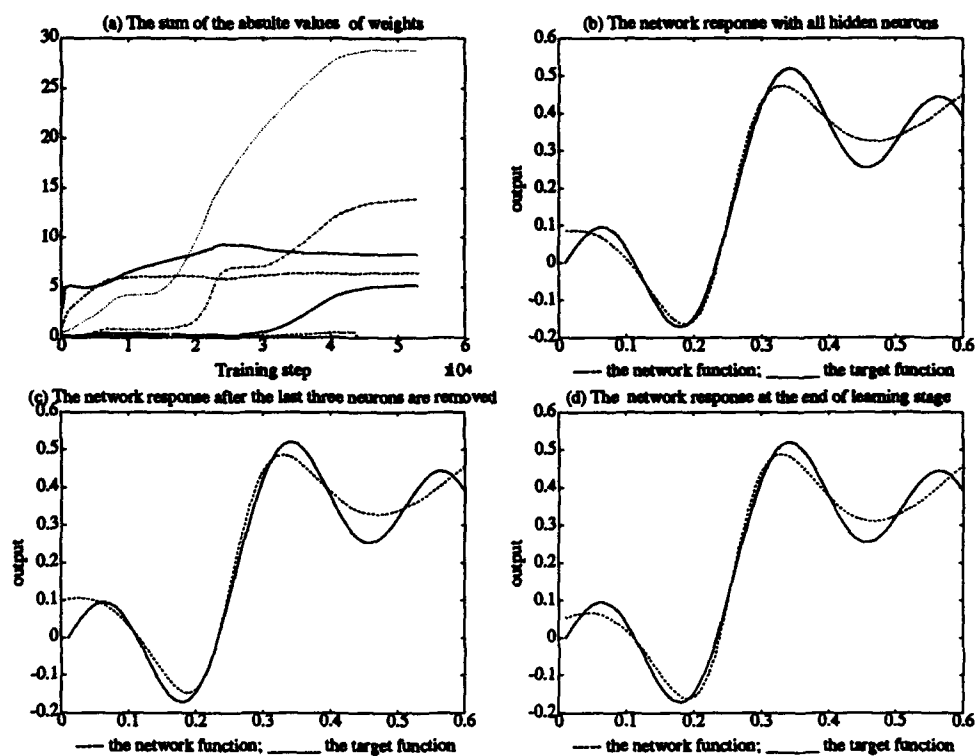 (a) The sum of the absulte values of weights
30
25
20
15
10
5
0
0 1 2 3 4 5 6
Training step
10⁴
(b) The network response with all hidden neurons
0.6
0.5
0.4
0.3
0.2
0.1
0
-0.1
-0.2
output
0 0.1 0.2 0.3 0.4 0.5 0.6
---- the network function; ______ the target function
(c) The network response after the last three neurons are removed
0.6
0.5
0.4
0.3
0.2
0.1
0
-0.1
-0.2
output
0 0.1 0.2 0.3 0.4 0.5 0.6
---- the network function; ______ the target function
(d) The network response at the end of learning stage
0.6
0.5
0.4
0.3
0.2
0.1
0
-0.1
-0.2
output
0 0.1 0.2 0.3 0.4 0.5 0.6
---- the network function; ______ the target function